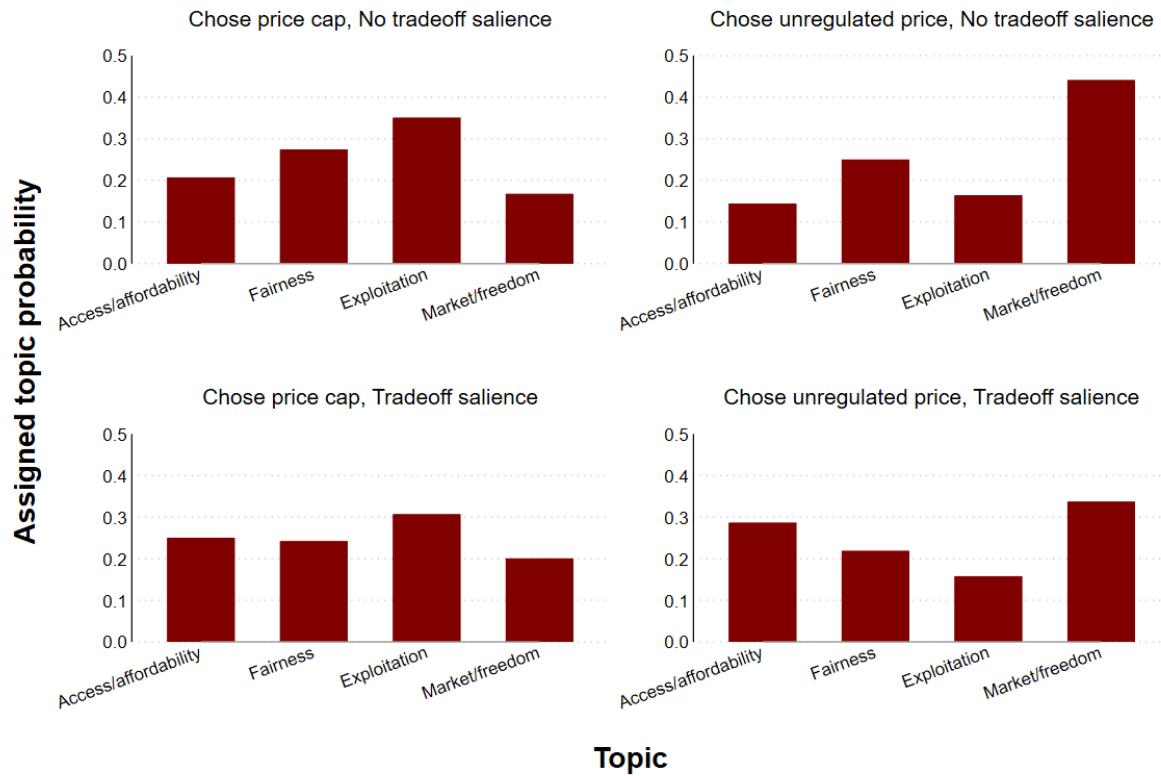 Chose price cap, No tradeoff salience
0.5
0.4
0.3
0.2
0.1
0.0
Access/affordability
Fairness
Exploitation
Market/freedom
Chose unregulated price, No tradeoff salience
0.5
0.4
0.3
0.2
0.1
0.0
Access/affordability
Fairness
Exploitation
Market/freedom
Assigned topic probability
Chose price cap, Tradeoff salience
0.5
0.4
0.3
0.2
0.1
0.0
Access/affordability
Fairness
Exploitation
Market/freedom
Chose unregulated price, Tradeoff salience
0.5
0.4
0.3
0.2
0.1
0.0
Access/affordability
Fairness
Exploitation
Market/freedom
Topic